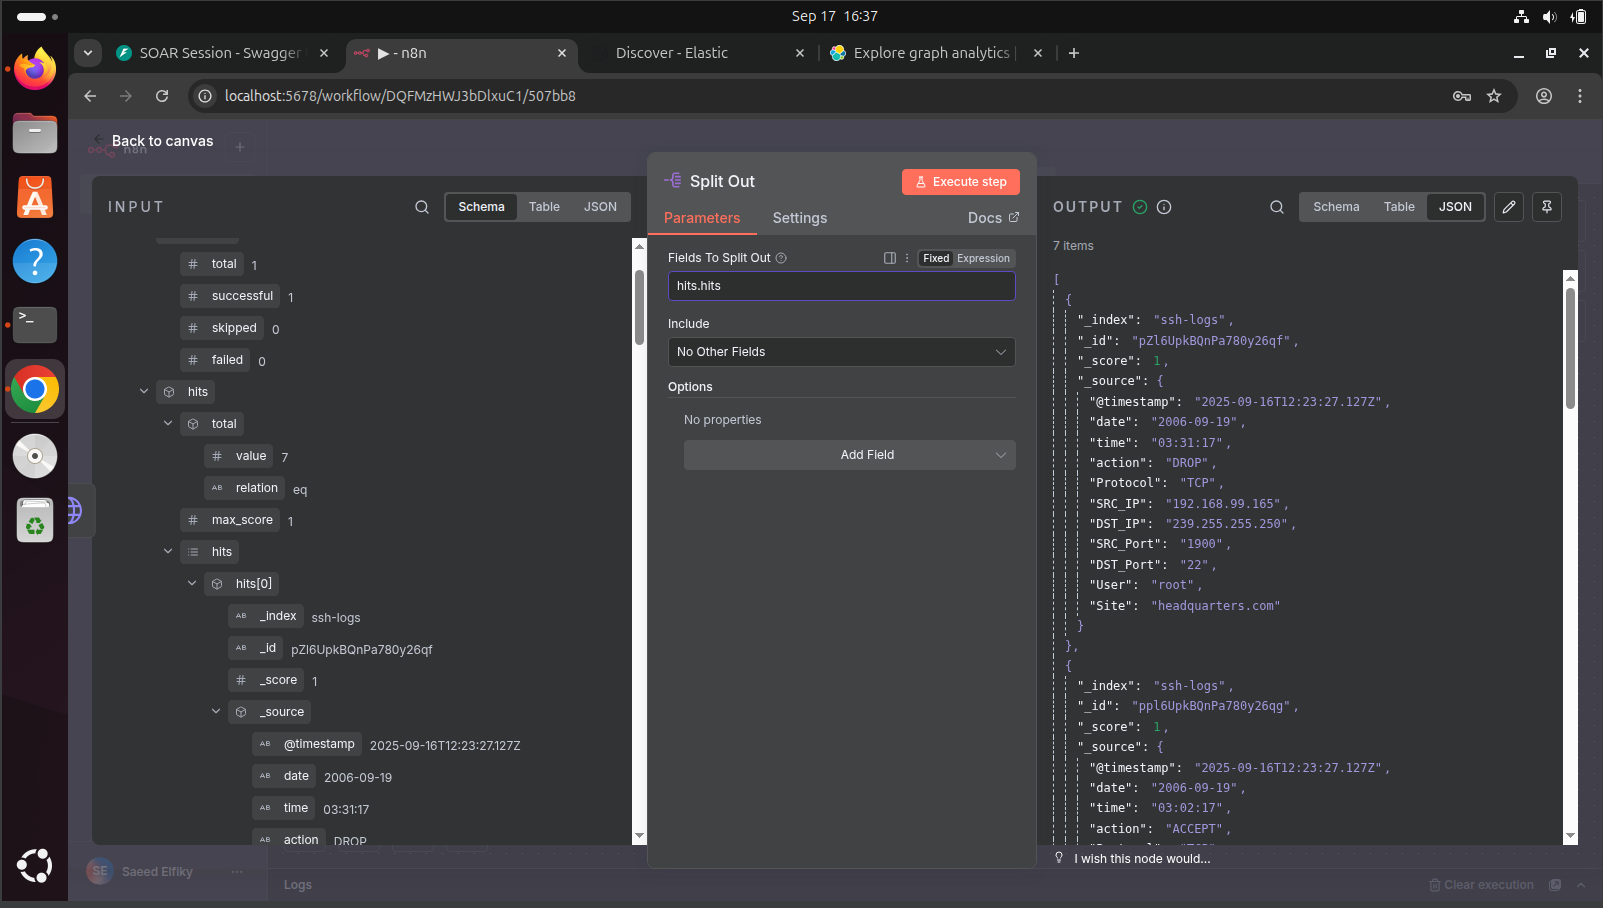 Sep 17 16:37
SOAR Session - Swagger
▶ - n8n
Discover - Elastic
Explore graph analytics
localhost:5678/workflow/DQFMzHWJ3bDlxuC1/507bb8
Back to canvas
n8n
INPUT
Schema
Table
JSON
total 1
successful 1
skipped 0
failed 0
hits
total
# value 7
AB relation eq
# max_score 1
hits
hits[0]
AB _index ssh-logs
AB _id pZl6UpkBQnPa780y26qf
# _score 1
_source
AB @timestamp 2025-09-16T12:23:27.127Z
AB date 2006-09-19
AB time 03:31:17
AB action DROP
Split Out
Execute step
Parameters
Settings
Docs
Fields To Split Out
Fixed
Expression
hits.hits
Include
No Other Fields
Options
No properties
Add Field
OUTPUT
Schema
Table
JSON
7 items
[
{
"_index": "ssh-logs",
"_id": "pZl6UpkBQnPa780y26qf",
"_score": 1,
"_source": {
"@timestamp": "2025-09-16T12:23:27.127Z",
"date": "2006-09-19",
"time": "03:31:17",
"action": "DROP",
"Protocol": "TCP",
"SRC_IP": "192.168.99.165",
"DST_IP": "239.255.255.250",
"SRC_Port": "1900",
"DST_Port": "22",
"User": "root",
"Site": "headquarters.com"
}
},
{
"_index": "ssh-logs",
"_id": "ppl6UpkBQnPa780y26qg",
"_score": 1,
"_source": {
"@timestamp": "2025-09-16T12:23:27.127Z",
"date": "2006-09-19",
"time": "03:02:17",
"action": "ACCEPT",
I wish this node would...
SE
Saeed Elfiky
Logs
Clear execution